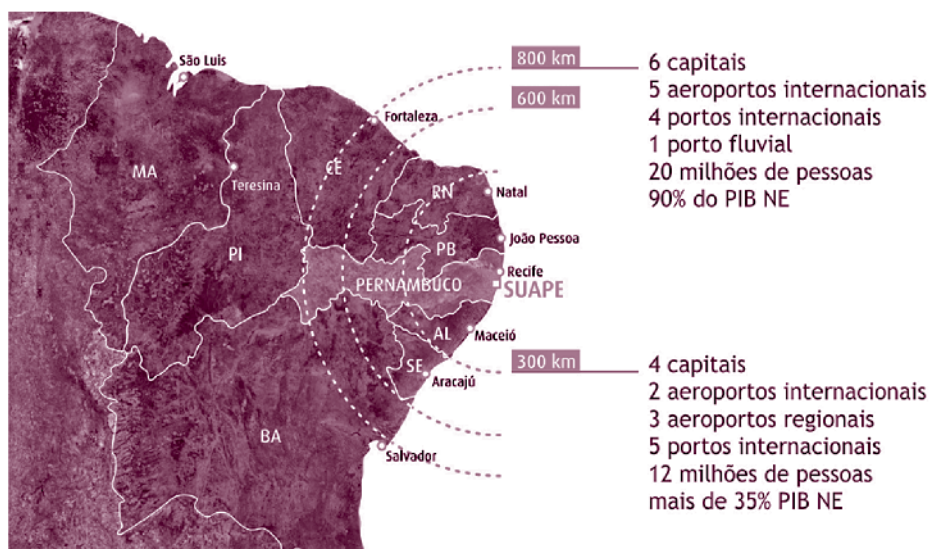 800 km
6 capitais
5 aeroportos internacionais
4 portos internacionais
1 porto fluvial
20 milhões de pessoas
90% do PIB NE
600 km
São Luis
Fortaleza
MA
Teresina
CE
RN
Natal
João Pessoa
PI
PB
Recife
PERNAMBUCO
SUAPE
AL
Maceió
SE
Aracajú
BA
Salvador
300 km
4 capitais
2 aeroportos internacionais
3 aeroportos regionais
5 portos internacionais
12 milhões de pessoas
mais de 35% PIB NE